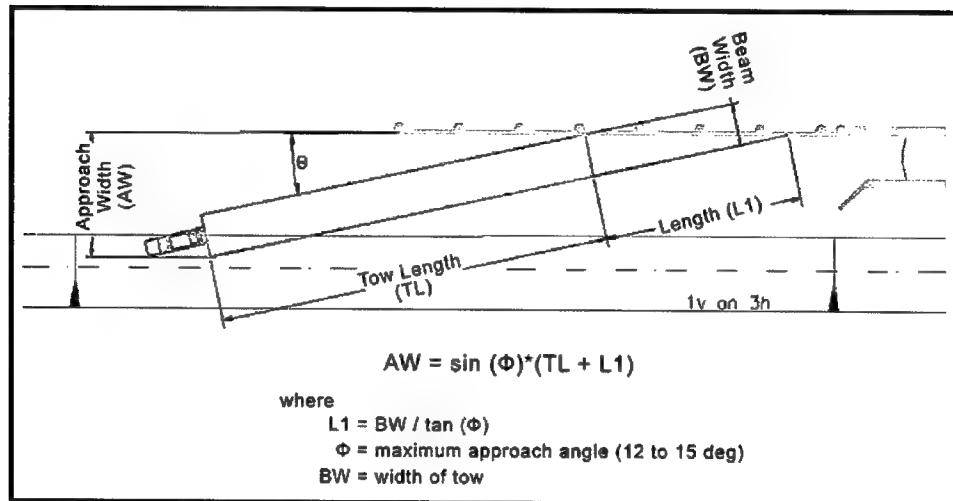 Beam
Width
(BW)
Approach
Width
(AW)
Θ
Length (L1)
Tow Length
(TL)
1v on 3h
AW = sin (Φ)*(TL + L1)
where
L1 = BW / tan (Φ)
Φ = maximum approach angle (12 to 15 deg)
BW = width of tow